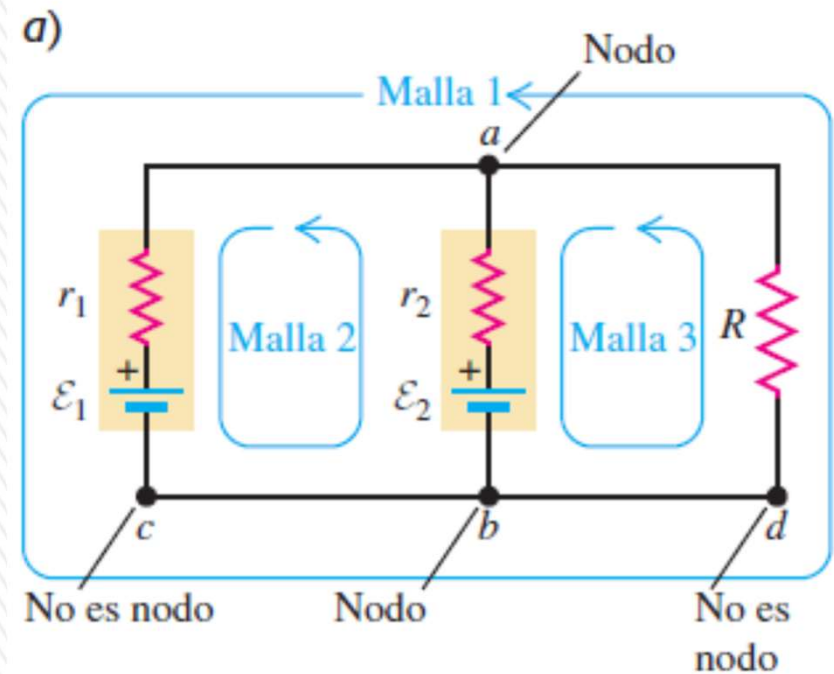 a)
Nodo
Malla 1
a
r1
r2
R
Malla 2
Malla 3
+
+
ℰ1
ℰ2
c
b
d
No es nodo
Nodo
No es
nodo